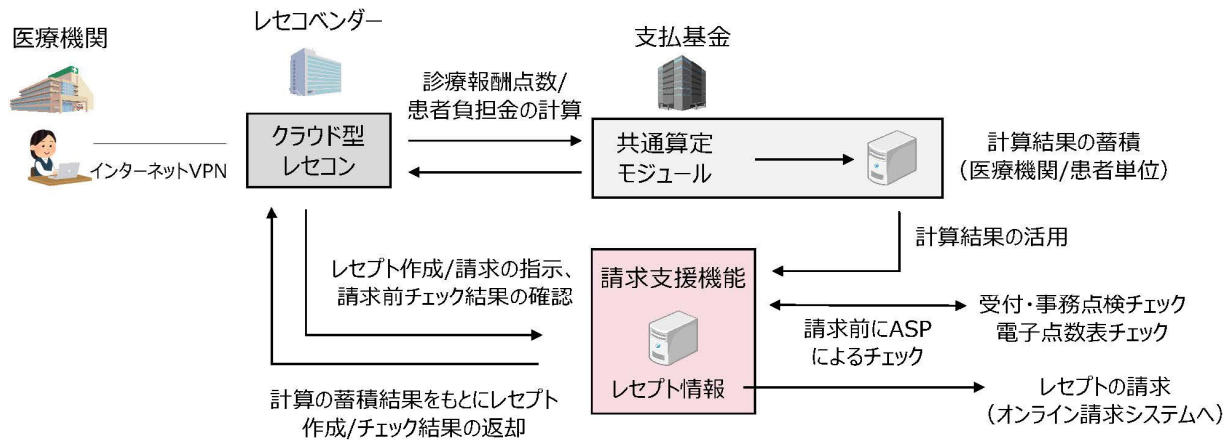 レセコベンダー
医療機関
支払基金
診療報酬点数/
患者負担金の計算
クラウド型
レセコン
インターネットVPN
共通算定
モジュール
計算結果の蓄積
（医療機関/患者単位）
計算結果の活用
レセプト作成/請求の指示、
請求前チェック結果の確認
請求支援機能
受付・事務点検チェック
電子点数表チェック
請求前にASP
によるチェック
レセプト情報
レセプトの請求
（オンライン請求システムへ）
計算の蓄積結果をもとにレセプト
作成/チェック結果の返却